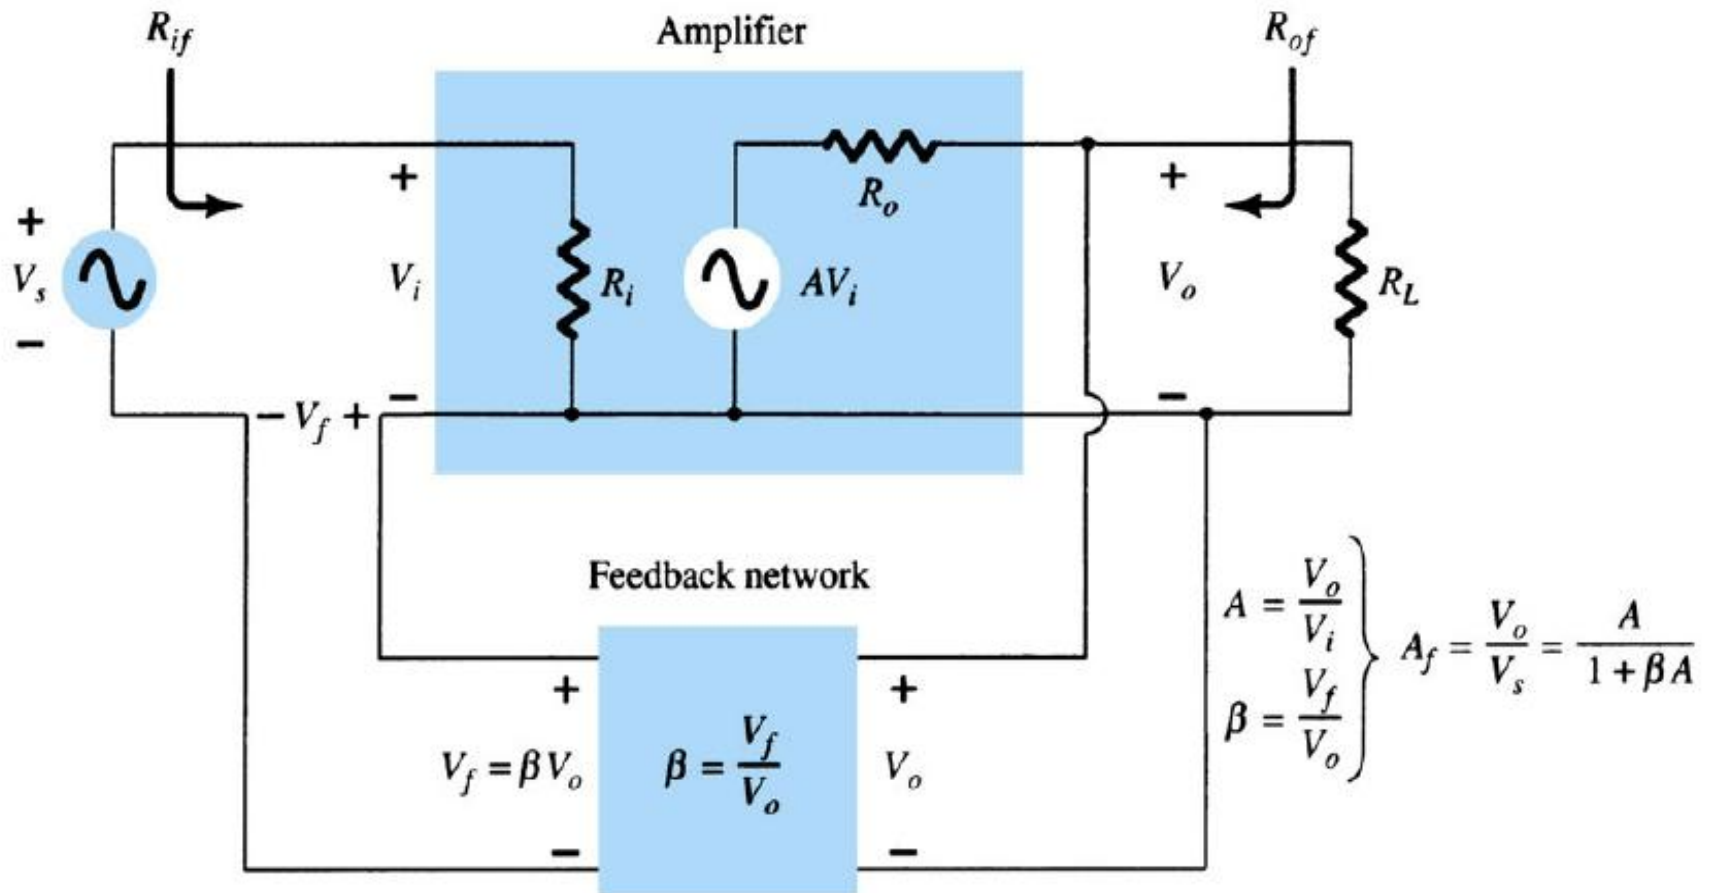 R_if
Amplifier
R_of
+
+
R_o
+
V_s
V_i
R_i
AV_i
V_o
R_L
−
−
−
− V_f +
Feedback network
A = V_o / V_i
β = V_f / V_o
A_f = V_o / V_s = A / 1 + βA
+
+
V_f = βV_o
β = V_f / V_o
V_o
−
−